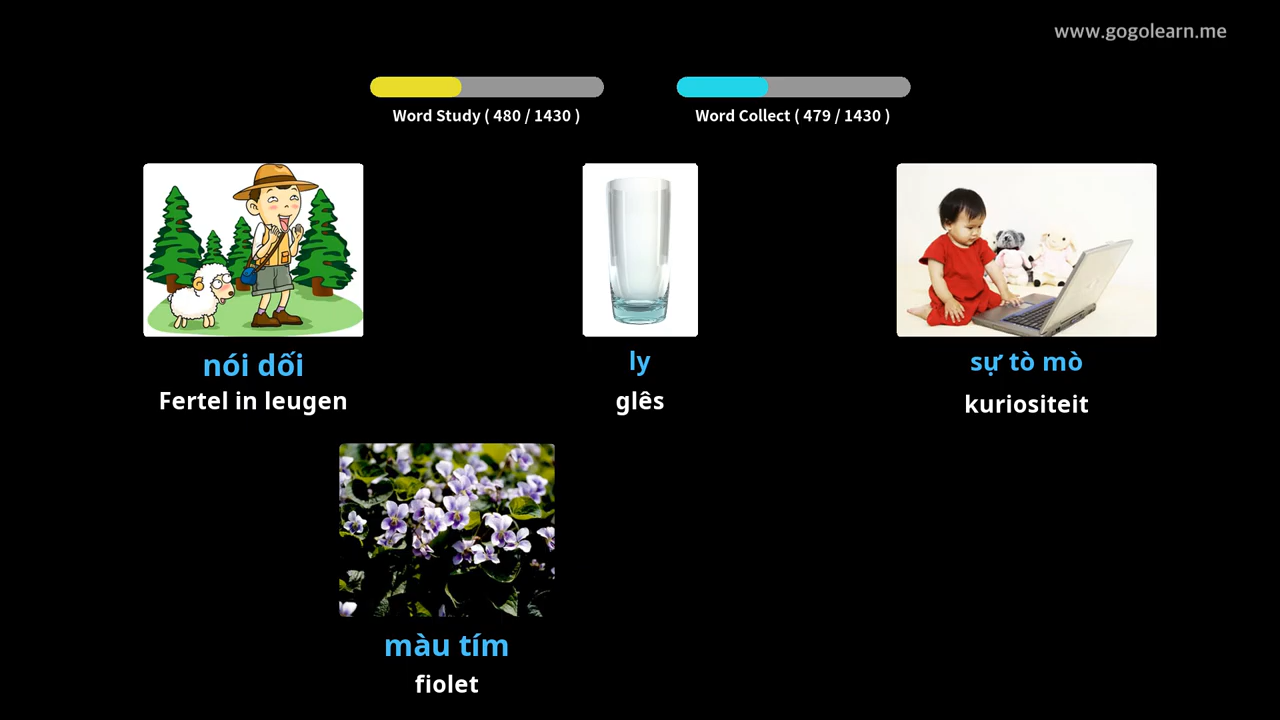 www.gogolearn.me
Word Study ( 480 / 1430 )
Word Collect ( 479 / 1430 )
nói dối
Fertel in leugen
ly
glês
sự tò mò
kuriositeit
màu tím
fiolet